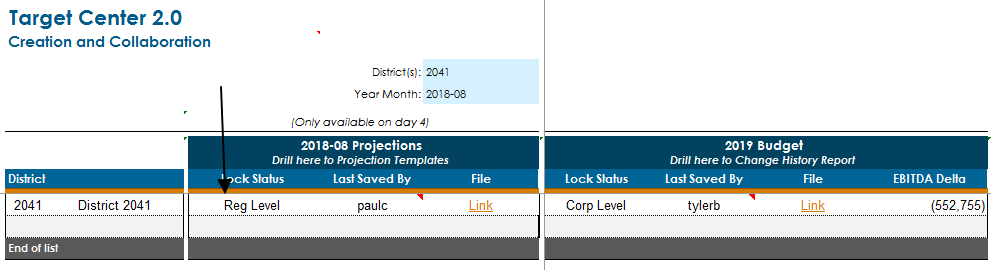 Target Center 2.0
Creation and Collaboration
District(s): 2041
Year Month: 2018-08
(Only available on day 4)
2018-08 Projections 2019 Budget
Drill here to Projection Templates Drill here to Change History Report
District Lock Status Last Saved By File Lock Status Last Saved By File EBITDA Delta
2041 District 2041 Reg Level paulc Link Corp Level tylerb Link (552,755)
End of list